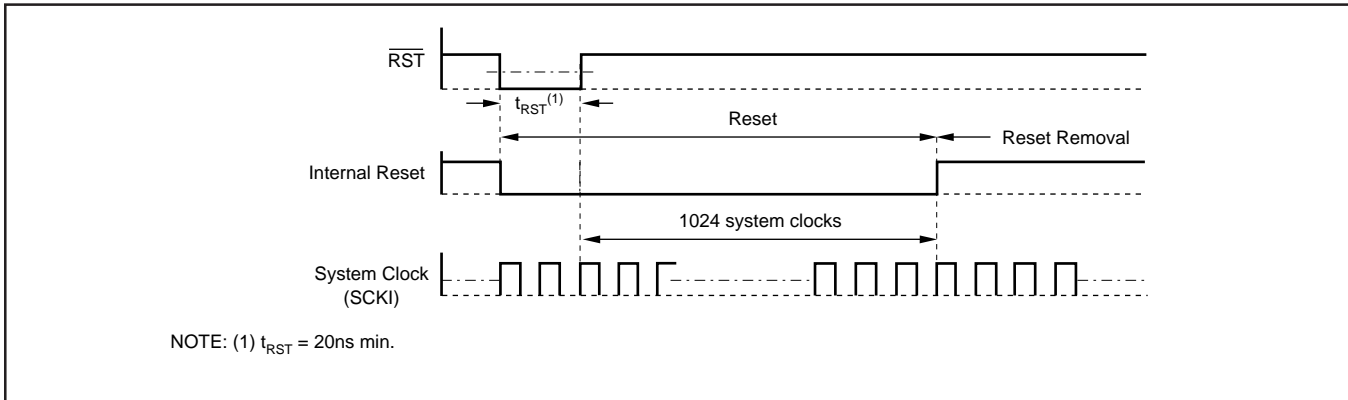 RST
t_RST(1)
Reset
Reset Removal
Internal Reset
1024 system clocks
System Clock
(SCKI)
NOTE: (1) t_RST = 20ns min.